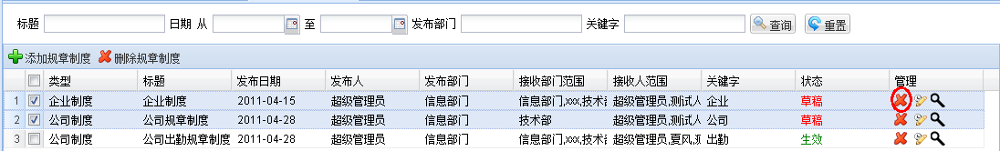 标题 日期 从 至 发布部门 关键字 查询 重置
添加规章制度 删除规章制度
类型 标题 发布日期 发布人 发布部门 接收部门范围 接收人范围 关键字 状态 管理
1 企业制度 企业制度 2011-04-15 超级管理员 信息部门 信息部门,xxx,技术部 超级管理员,测试人 企业 草稿
2 公司制度 公司规章制度 2011-04-28 超级管理员 信息部门 技术部 超级管理员,测试人 公司 草稿
3 公司制度 公司出勤规章制度 2011-04-28 超级管理员 信息部门 信息部门,xxx,技术部 超级管理员,夏风, 出勤 生效